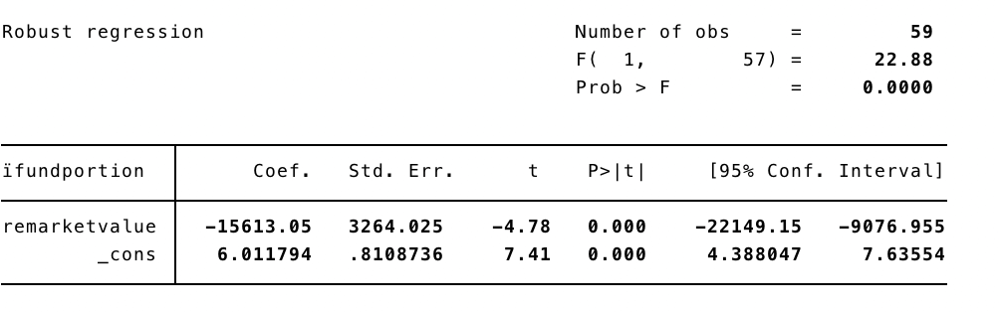 Robust regression Number of obs = 59
F( 1, 57) = 22.88
Prob > F = 0.0000
ïfundportion Coef. Std. Err. t P>|t| [95% Conf. Interval]
remarketvalue -15613.05 3264.025 -4.78 0.000 -22149.15 -9076.955
_cons 6.011794 .8108736 7.41 0.000 4.388047 7.63554